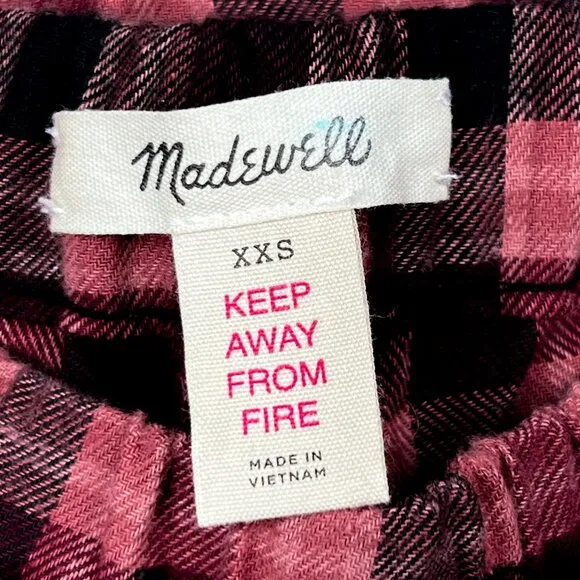 Madewell
XXS
KEEP
AWAY
FROM
FIRE
MADE IN
VIETNAM